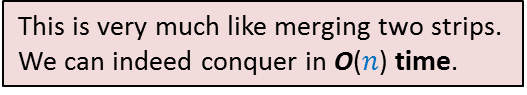 This is very much like merging two strips.
We can indeed conquer in O(n) time.